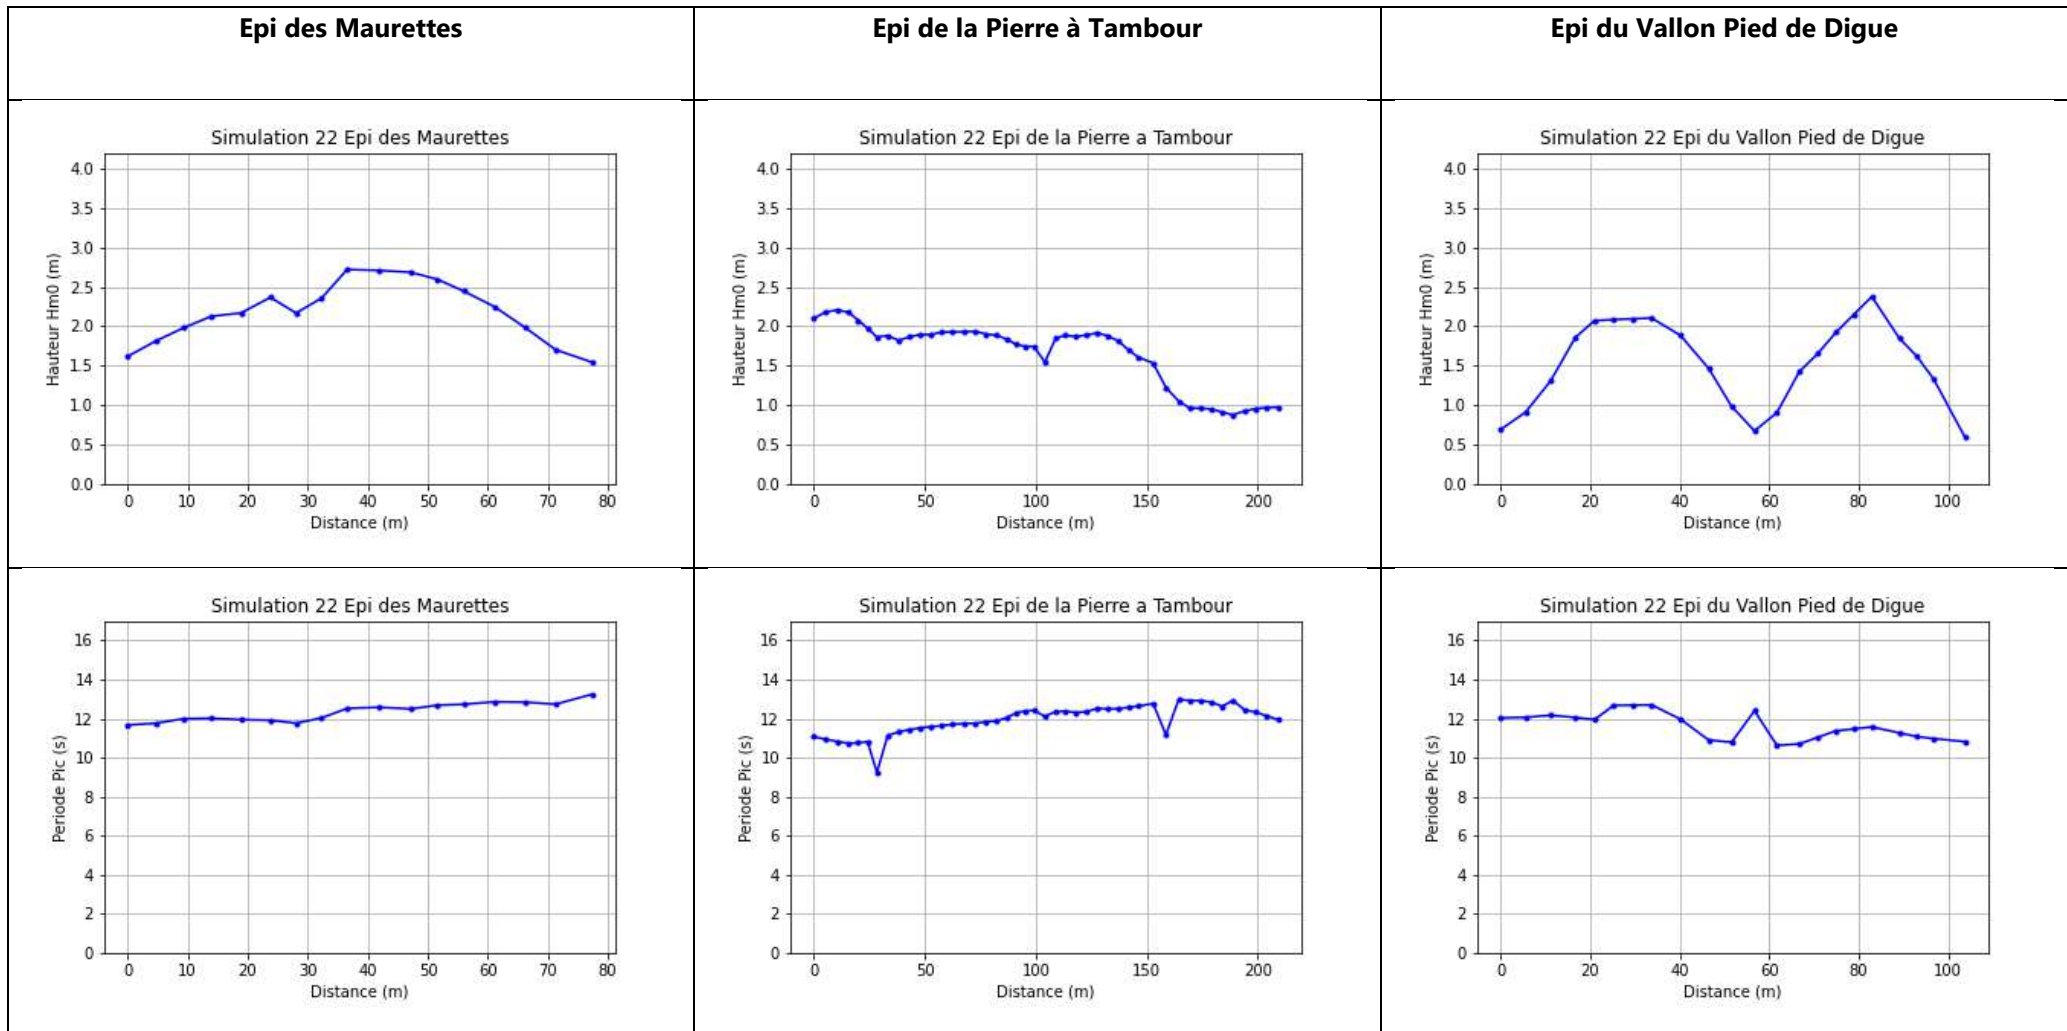 Epi des Maurettes
Epi de la Pierre à Tambour
Epi du Vallon Pied de Digue
Simulation 22 Epi des Maurettes
4.0
3.5
3.0
2.5
2.0
1.5
1.0
0.5
0.0
Hauteur Hm0 (m)
0 10 20 30 40 50 60 70 80
Distance (m)
Simulation 22 Epi de la Pierre a Tambour
4.0
3.5
3.0
2.5
2.0
1.5
1.0
0.5
0.0
Hauteur Hm0 (m)
0 50 100 150 200
Distance (m)
Simulation 22 Epi du Vallon Pied de Digue
4.0
3.5
3.0
2.5
2.0
1.5
1.0
0.5
0.0
Hauteur Hm0 (m)
0 20 40 60 80 100
Distance (m)
Simulation 22 Epi des Maurettes
16
14
12
10
8
6
4
2
0
Periode Pic (s)
0 10 20 30 40 50 60 70 80
Distance (m)
Simulation 22 Epi de la Pierre a Tambour
16
14
12
10
8
6
4
2
0
Periode Pic (s)
0 50 100 150 200
Distance (m)
Simulation 22 Epi du Vallon Pied de Digue
16
14
12
10
8
6
4
2
0
Periode Pic (s)
0 20 40 60 80 100
Distance (m)